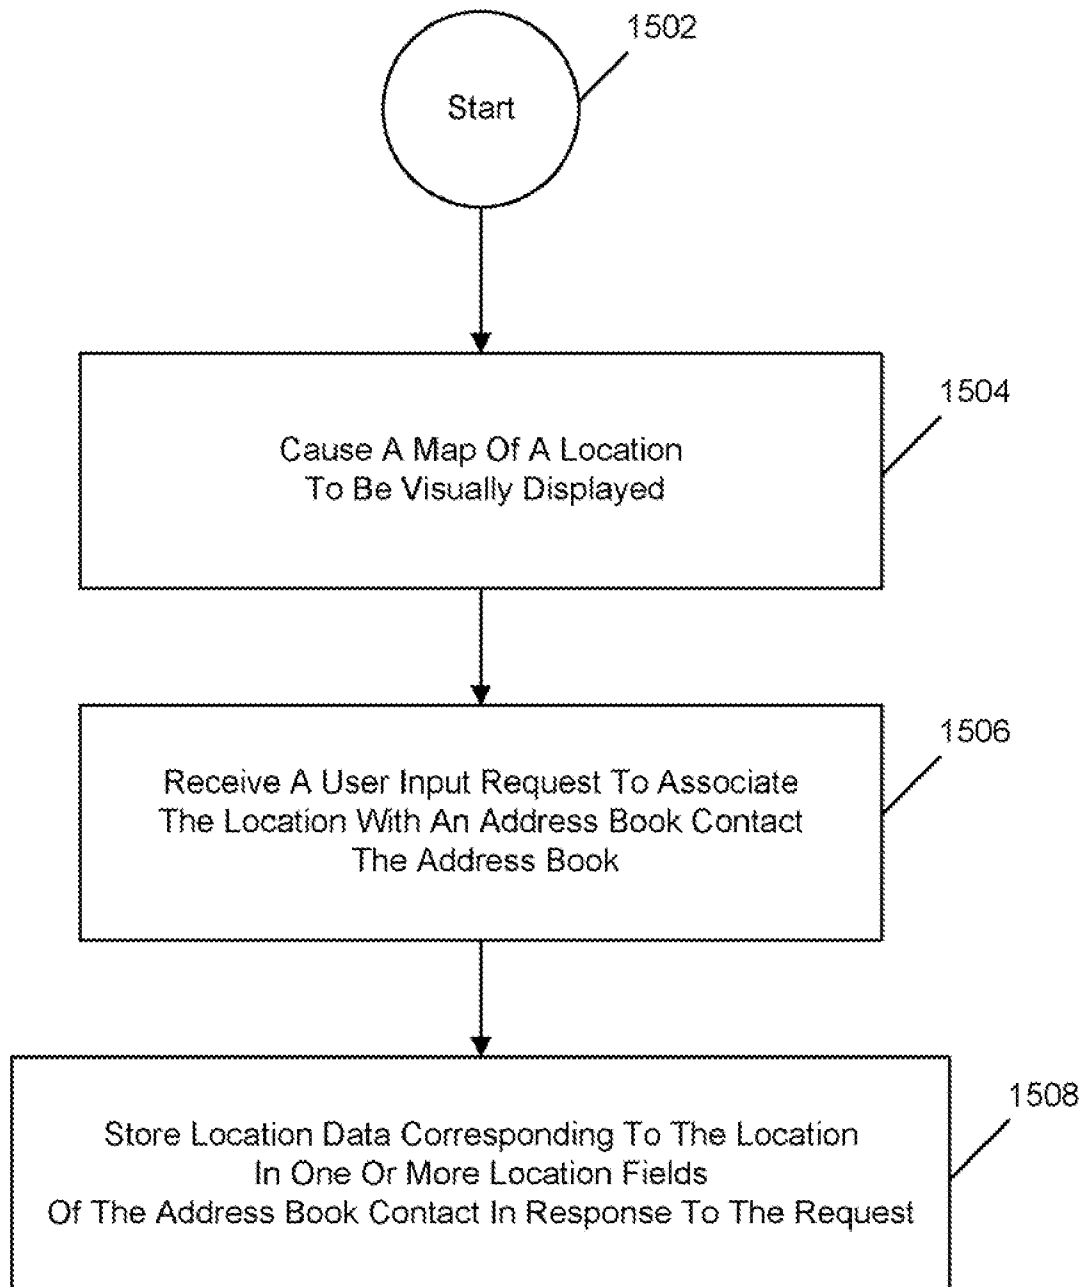 1502
Start
1504
Cause A Map Of A Location
To Be Visually Displayed
1506
Receive A User Input Request To Associate
The Location With An Address Book Contact
The Address Book
1508
Store Location Data Corresponding To The Location
In One Or More Location Fields
Of The Address Book Contact In Response To The Request